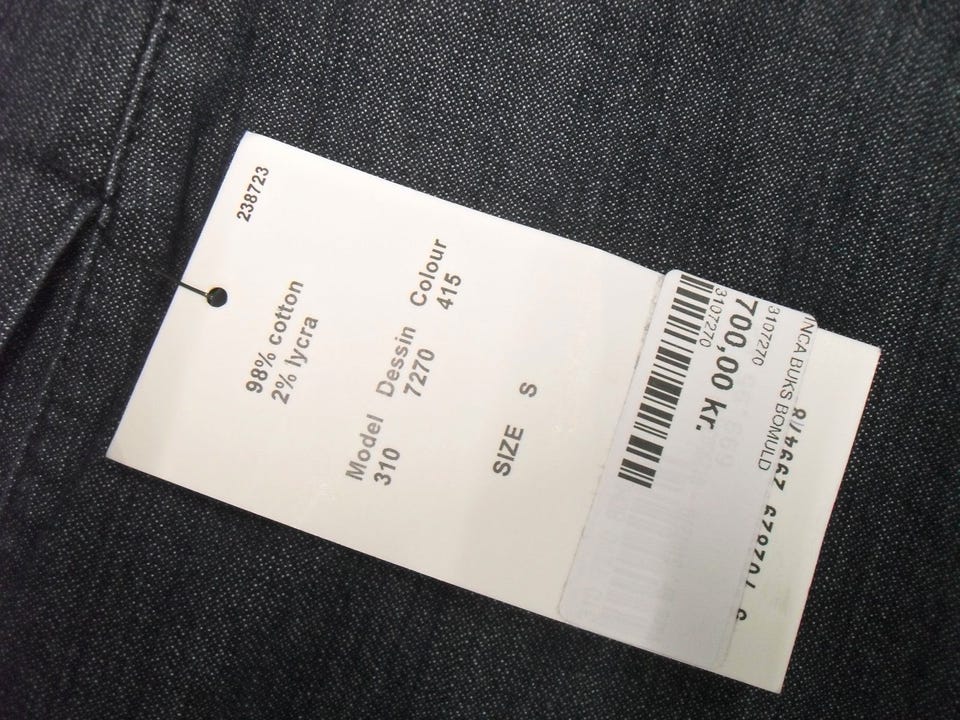 238723
98% cotton
2% lycra
Model Dessin Colour
310 7270 415
SIZE S
INCA BUKS BOMULD
3107270
700,00 kr.
3107270